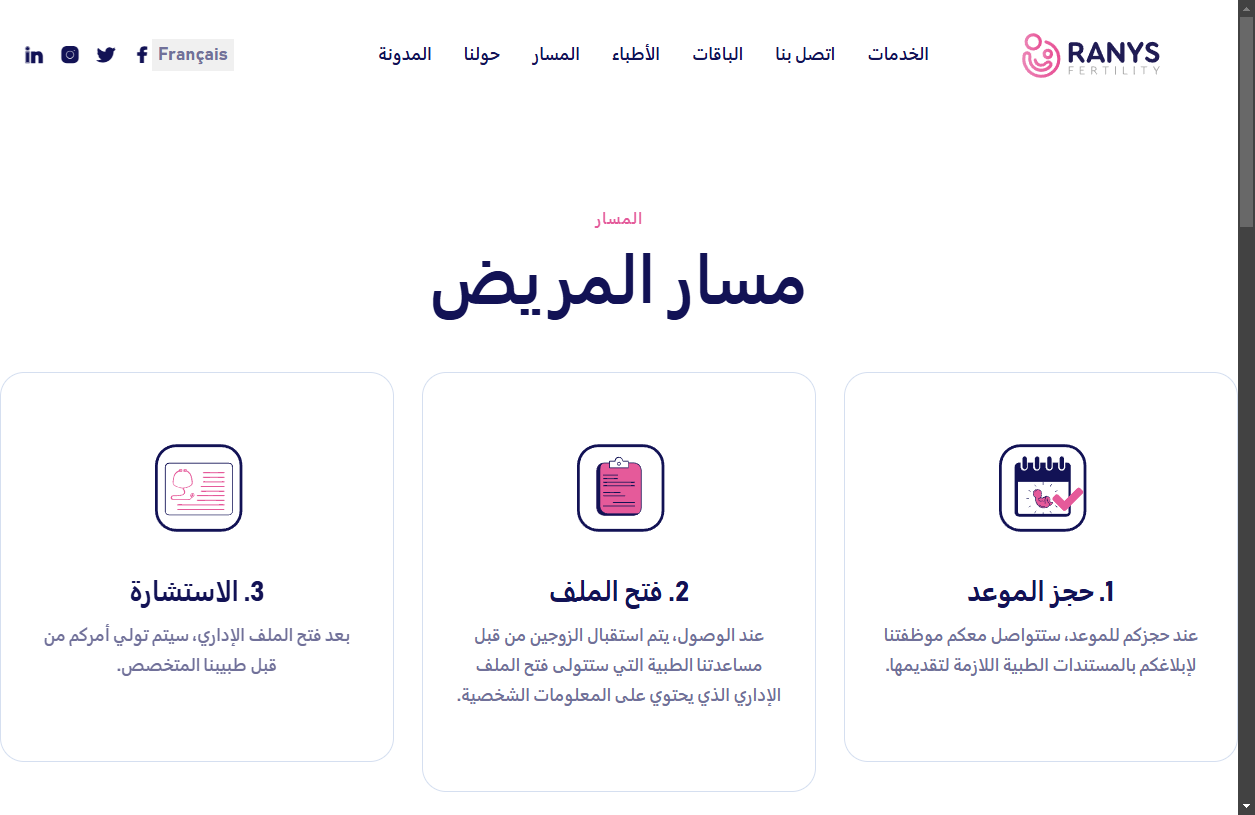 RANYS
FERTILITY
الخدمات
اتصل بنا
الباقات
الأطباء
المسار
حولنا
المدونة
Français
المسار
مسار المريض
1. حجز الموعد
عند حجزكم للموعد، ستتواصل معكم موظفتنا
لإبلاغكم بالمستندات الطبية اللازمة لتقديمها.
2. فتح الملف
عند الوصول، يتم استقبال الزوجين من قبل
مساعدتنا الطبية التي ستتولى فتح الملف
الإداري الذي يحتوي على المعلومات الشخصية.
3. الاستشارة
بعد فتح الملف الإداري، سيتم تولي أمركم من
قبل طبيبنا المتخصص.